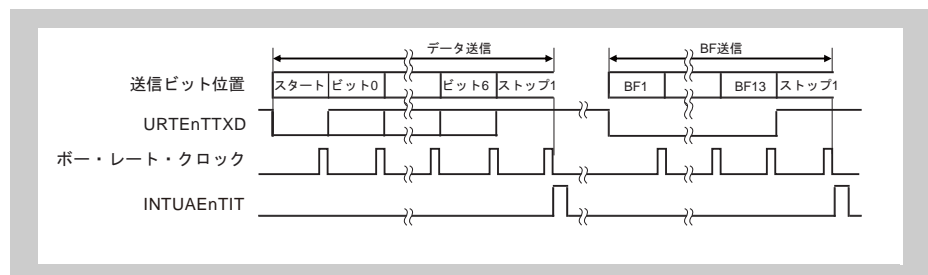 データ送信 BF送信
送信ビット位置 スタート ビット0 ビット6 ストップ1 BF1 BF13 ストップ1
URTEnTTXD
ボー・レート・クロック
INTUAEnTIT